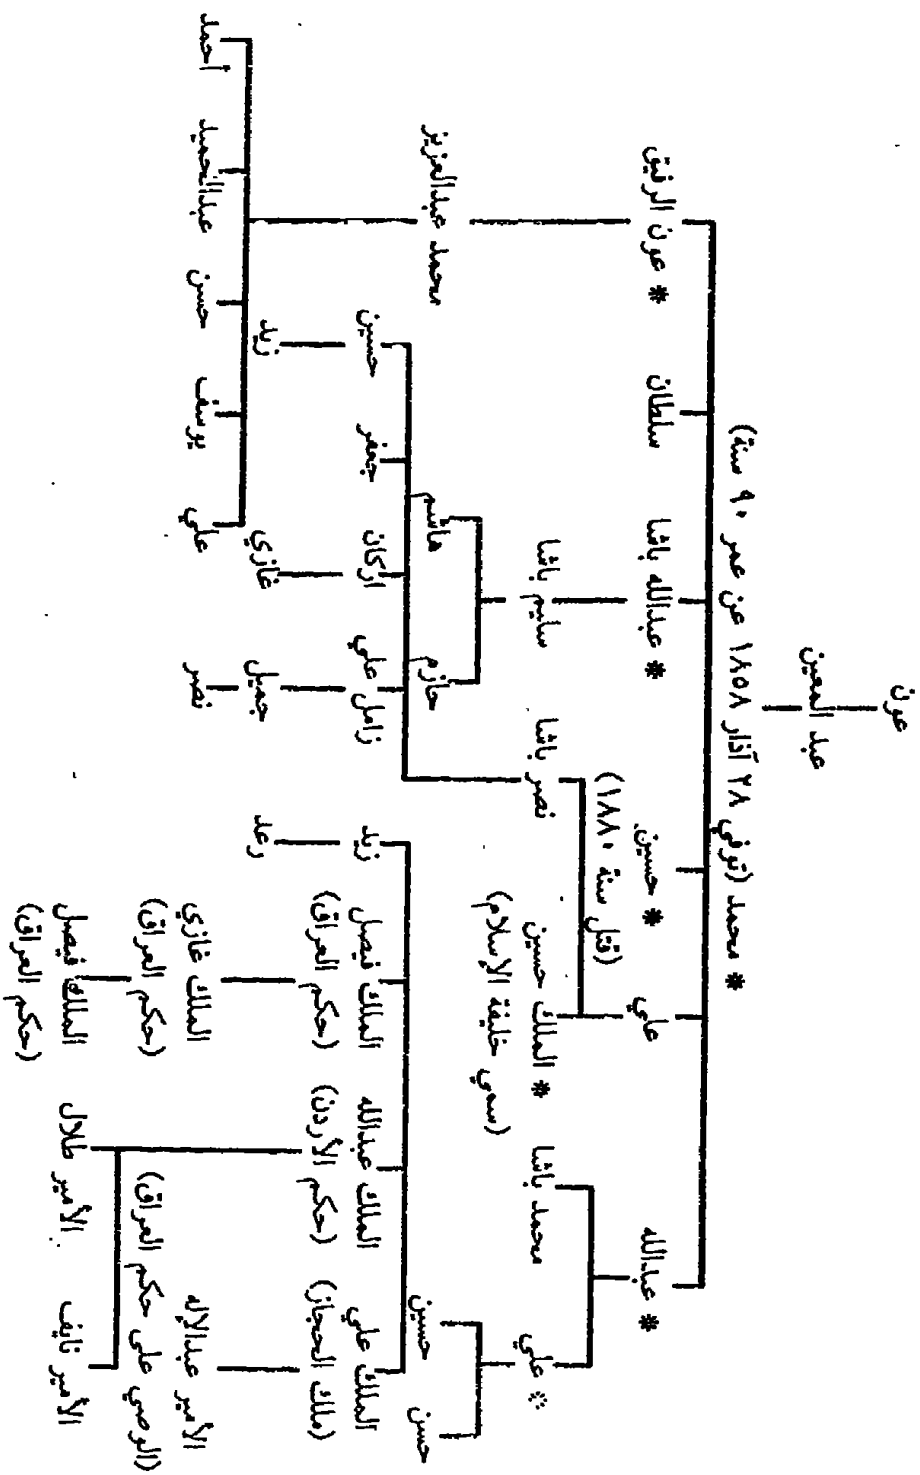 عون
عبد المعين
* محمد (توفي ٢٨ آذار ١٨٥٨ عن عمر ٩٠ سنة)
* عبدالله
علي
* حسين
* عبدالله باشا
سلطان
* عون الرفيق
محمد باشا
* علي
(قتل سنة ١٨٨٠)
* الملك حسين
(سمي خليفة الإسلام)
نصر باشا
سليم باشا
محمد عبدالعزيز
حسن
حسين
حازم
هاشم
الملك علي
(ملك الحجاز)
الملك عبدالله
(حكم الأردن)
الملك فيصل
(حكم العراق)
زيد
زامل علي
اركان
جعفر
حسين
الأمير عبدالإله
(الوصي على حكم العراق)
الملك غازي
(حكم العراق)
رعد
جميل
نصر
غازي
زيد
علي
يوسف
حسن
عبدالحميد
أحمد
الأمير نايف
الأمير طلال
الملك فيصل
(حكم العراق)